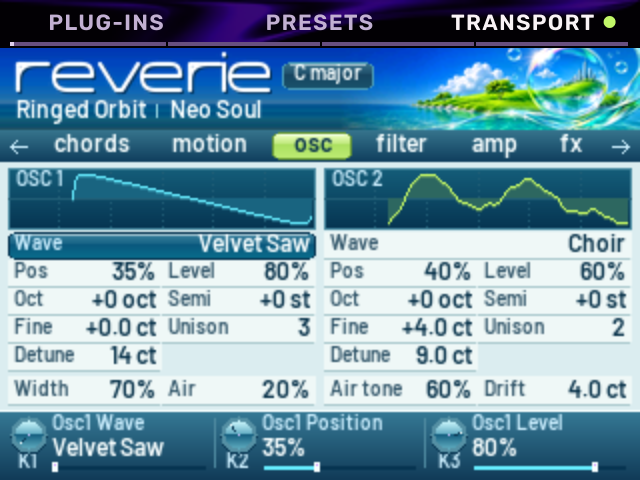 PLUG-INS PRESETS TRANSPORT
reverie C major
Ringed Orbit Neo Soul
← chords motion osc filter amp fx →
OSC 1 OSC 2
Wave Velvet Saw Wave Choir
Pos 35% Level 80% Pos 40% Level 60%
Oct +0 oct Semi +0 st Oct +0 oct Semi +0 st
Fine +0.0 ct Unison 3 Fine +4.0 ct Unison 2
Detune 14 ct Detune 9.0 ct
Width 70% Air 20% Air tone 60% Drift 4.0 ct
Osc1 Wave Osc1 Position Osc1 Level
Velvet Saw 35% 80%
K1 K2 K3